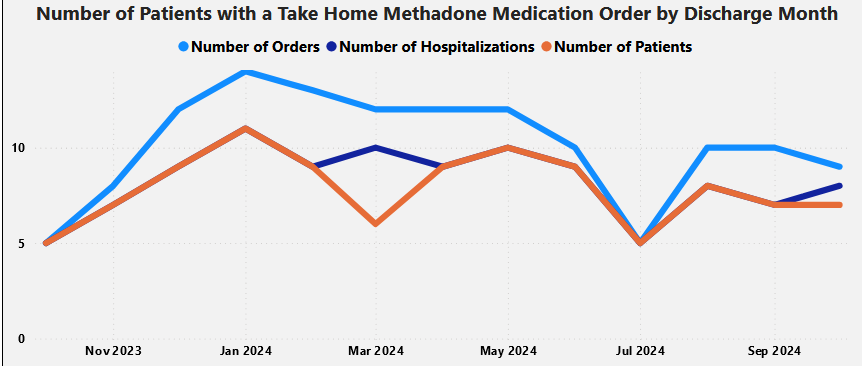 Number of Patients with a Take Home Methadone Medication Order by Discharge Month
Number of Orders Number of Hospitalizations Number of Patients
10
5
0
Nov 2023 Jan 2024 Mar 2024 May 2024 Jul 2024 Sep 2024